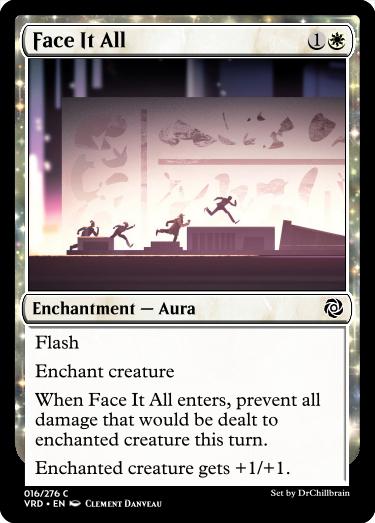 Face It All 1
Enchantment — Aura
Flash
Enchant creature
When Face It All enters, prevent all
damage that would be dealt to
enchanted creature this turn.
Enchanted creature gets +1/+1.
016/276 C Set by DrChillbrain
VRD • EN Clement Danveau